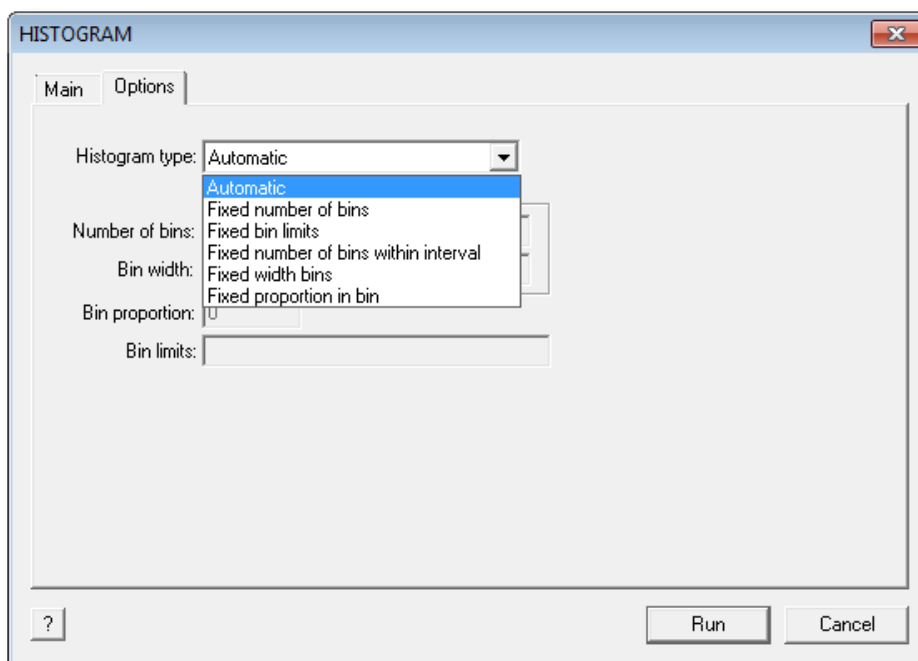 HISTOGRAM
Main Options
Histogram type: Automatic
Automatic
Fixed number of bins
Number of bins: Fixed bin limits
Fixed number of bins within interval
Bin width: Fixed width bins
Fixed proportion in bin
Bin proportion: 0
Bin limits:
? Run Cancel